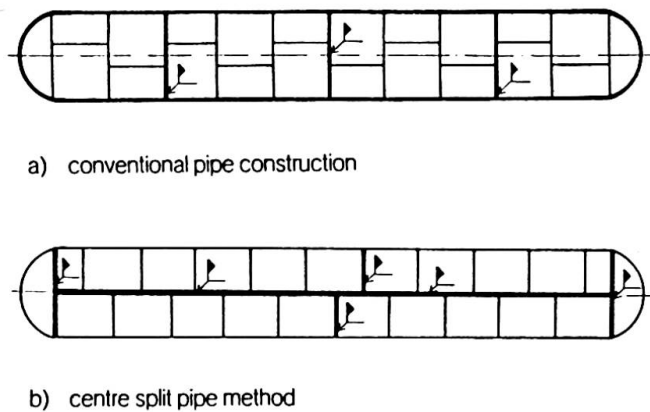 a) conventional pipe construction
b) centre split pipe method